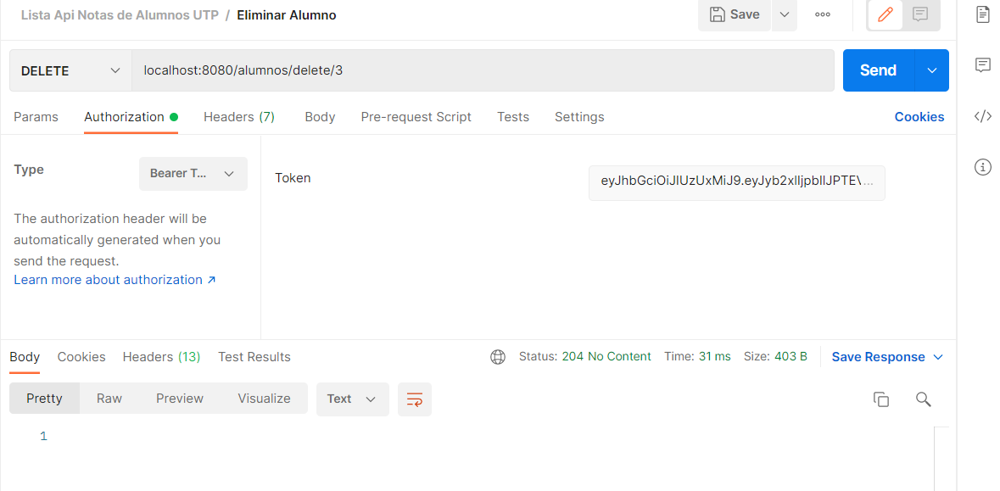 Lista Api Notas de Alumnos UTP / Eliminar Alumno
Save
DELETE
localhost:8080/alumnos/delete/3
Send
Params Authorization Headers (7) Body Pre-request Script Tests Settings Cookies
Type
Bearer T...
Token
The authorization header will be
automatically generated when you
send the request.
Learn more about authorization ↗
Body Cookies Headers (13) Test Results
Status: 204 No Content Time: 31 ms Size: 403 B
Save Response
Pretty Raw Preview Visualize
Text
1